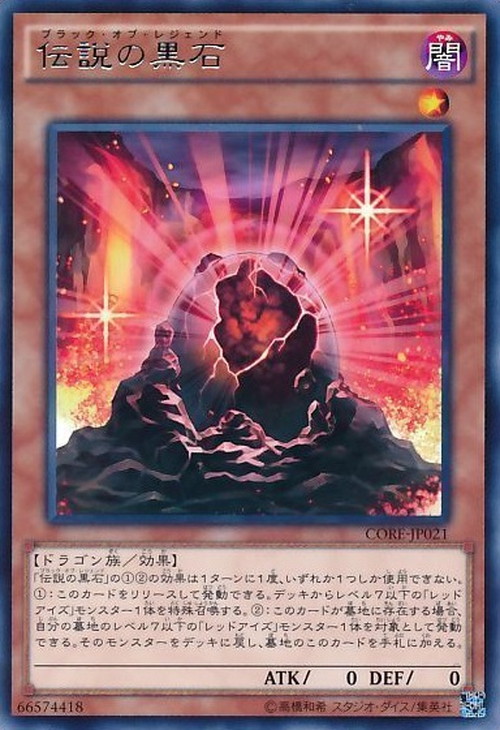 ブラック・オブ・レジェンド
伝説の黒石
やみ
闇
CORE-JP021
【ドラゴン族／効果】
「伝説の黒石」の①②の効果は１ターンに１度、いずれか１つしか使用できない。
①：このカードをリリースして発動できる。デッキからレベル７以下の「レッド
アイズ」モンスター１体を特殊召喚する。②：このカードが墓地に存在する場合、
自分の墓地のレベル７以下の「レッドアイズ」モンスター１体を対象として発動
できる。そのモンスターをデッキに戻し、墓地のこのカードを手札に加える。
ATK/ 0 DEF/ 0
66574418
©高橋和希 スタジオ・ダイス/集英社